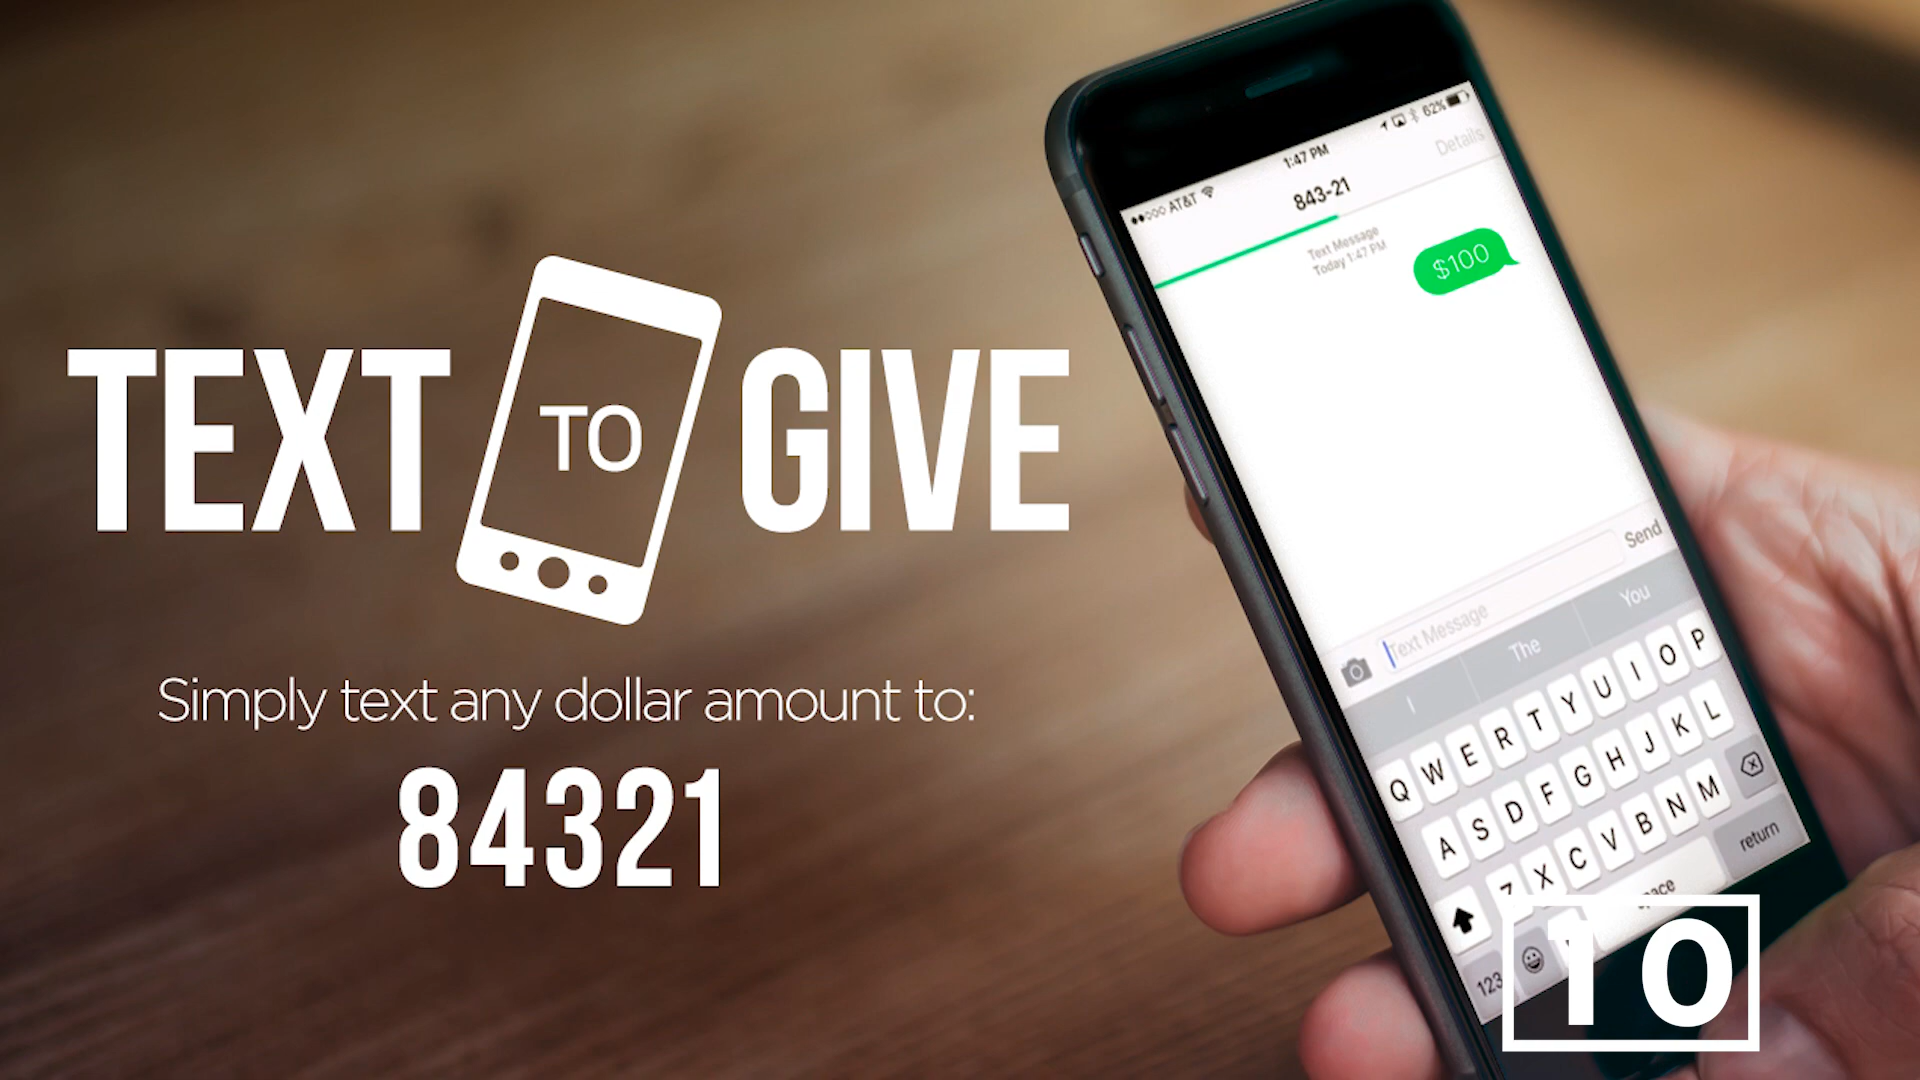 TEXT TO GIVE
Simply text any dollar amount to:
84321
AT&T 1:47 PM 62%
843-21 Details
Text Message
Today 1:47 PM
$100
Text Message Send
I The You
Q W E R T Y U I O P
A S D F G H J K L
Z X C V B N M
123 return
10